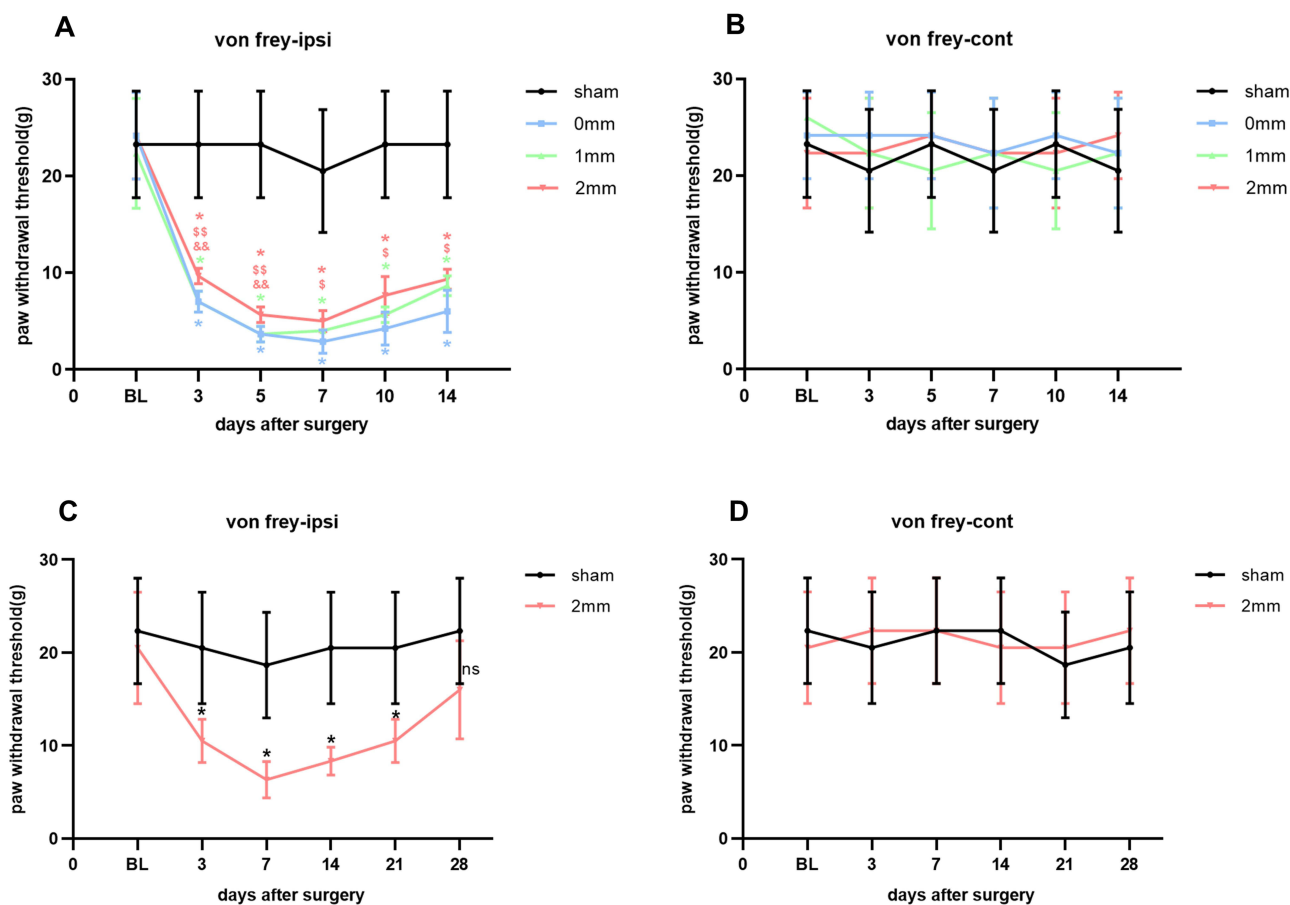 A
von frey-ipsi
paw withdrawal threshold(g)
30
20
10
0
0 BL 3 5 7 10 14
days after surgery
sham
0mm
1mm
2mm
*
$$
&&
*
*
*
$$
&&
*
*
*
$
*
*
*
$
*
*
*
$
*
*
B
von frey-cont
paw withdrawal threshold(g)
30
20
10
0
0 BL 3 5 7 10 14
days after surgery
sham
0mm
1mm
2mm
C
von frey-ipsi
paw withdrawal threshold(g)
30
20
10
0
0 BL 3 7 14 21 28
days after surgery
sham
2mm
*
*
*
*
ns
D
von frey-cont
paw withdrawal threshold(g)
30
20
10
0
0 BL 3 7 14 21 28
days after surgery
sham
2mm